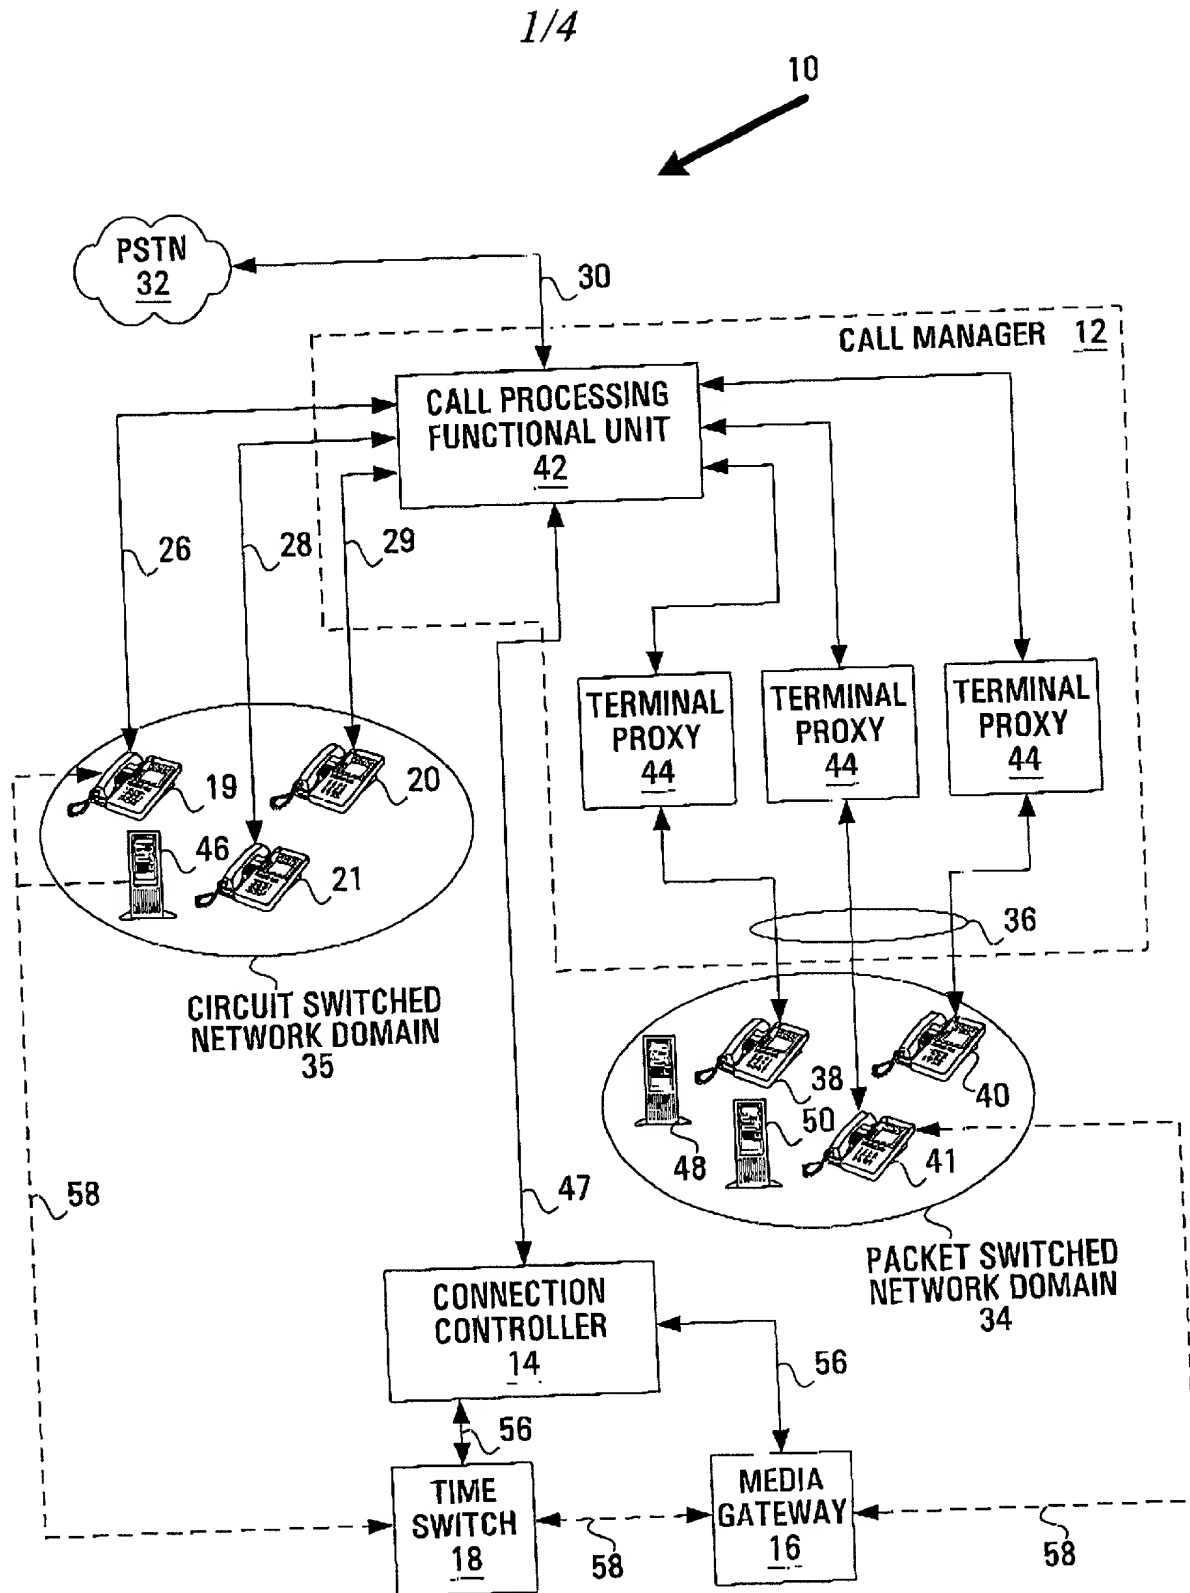 1/4
10
PSTN
32
30
CALL MANAGER 12
CALL PROCESSING
FUNCTIONAL UNIT
42
26
28
29
TERMINAL
PROXY
44
TERMINAL
PROXY
44
TERMINAL
PROXY
44
19
20
46
21
36
CIRCUIT SWITCHED
NETWORK DOMAIN
35
38
40
50
48
41
58
47
PACKET SWITCHED
NETWORK DOMAIN
34
CONNECTION
CONTROLLER
14
56
56
TIME
SWITCH
18
58
MEDIA
GATEWAY
16
58